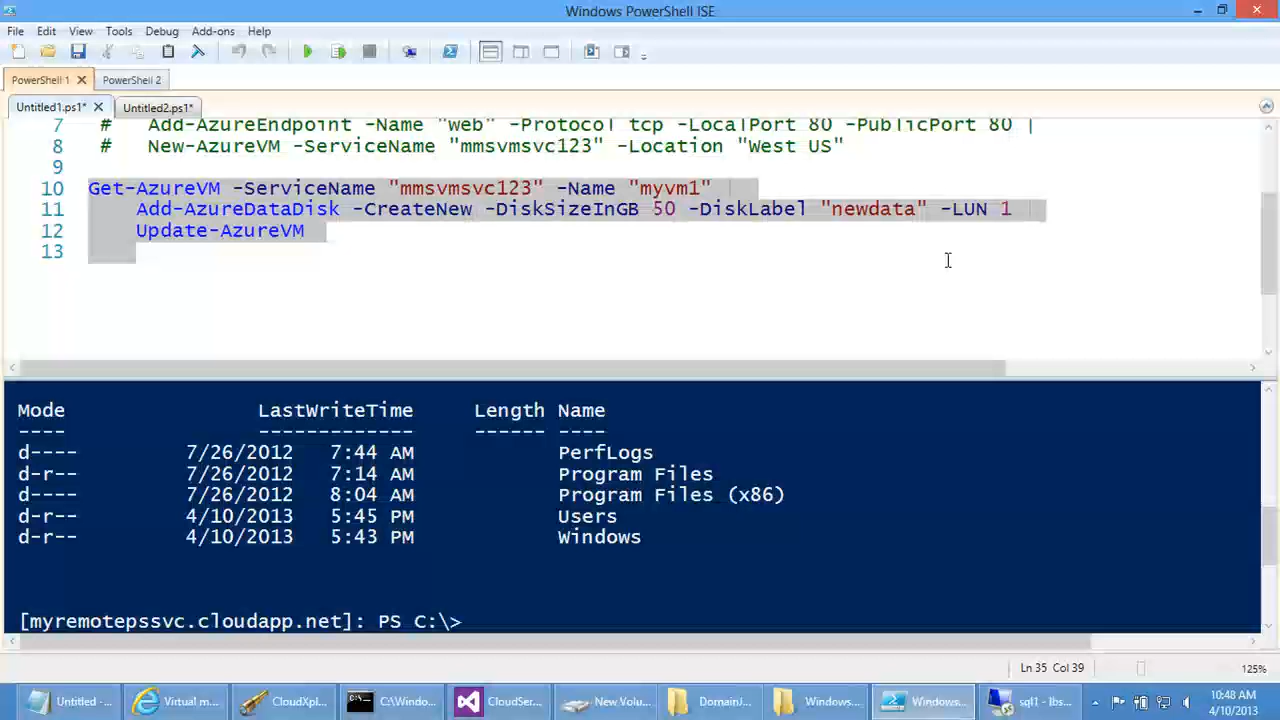 Windows PowerShell ISE
File Edit View Tools Debug Add-ons Help
PowerShell 1 PowerShell 2
Untitled1.ps1* Untitled2.ps1*
7 # Add-AzureEndpoint -Name "web" -Protocol tcp -LocalPort 80 -PublicPort 80 |
8 # New-AzureVM -ServiceName "mmsvmsvc123" -Location "West US"
9
10 Get-AzureVM -ServiceName "mmsvmsvc123" -Name "myvm1" |
11 Add-AzureDataDisk -CreateNew -DiskSizeInGB 50 -DiskLabel "newdata" -LUN 1 |
12 Update-AzureVM
13
Mode LastWriteTime Length Name
---- ------------- ------ ----
d---- 7/26/2012 7:44 AM PerfLogs
d-r-- 7/26/2012 7:14 AM Program Files
d---- 7/26/2012 8:04 AM Program Files (x86)
d-r-- 4/10/2013 5:45 PM Users
d---- 4/10/2013 5:43 PM Windows
[myremotepssvc.cloudapp.net]: PS C:\>
Ln 35 Col 39 125%
Untitled -... Virtual m... CloudXpl... C:\Windo... CloudSer... New Volu... DomainJ... Windows... Windows... sql1 - lbs...
10:48 AM
4/10/2013